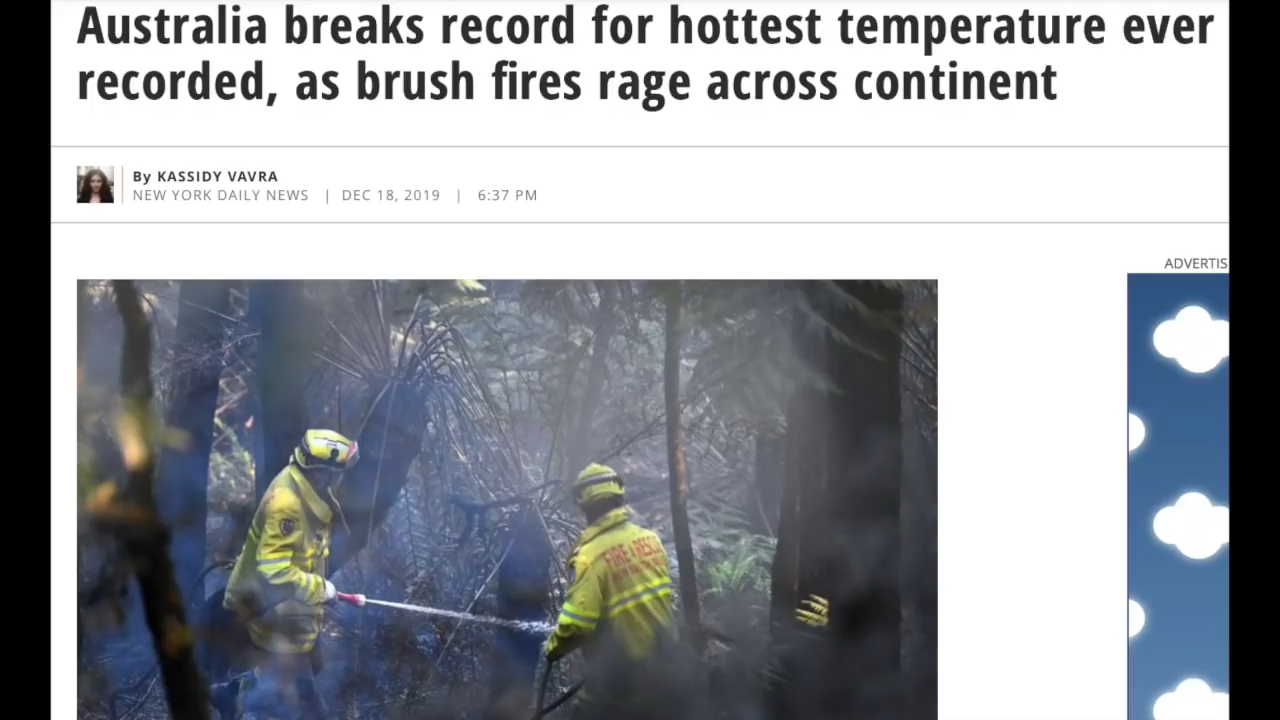 Australia breaks record for hottest temperature ever
recorded, as brush fires rage across continent
By KASSIDY VAVRA
NEW YORK DAILY NEWS | DEC 18, 2019 | 6:37 PM
ADVERTIS
FIRE & RESC